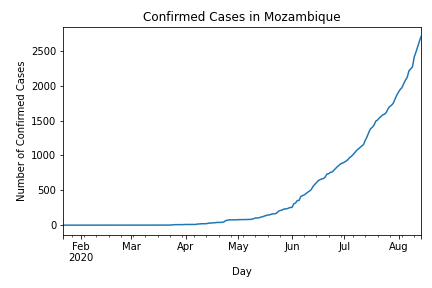 Confirmed Cases in Mozambique
Number of Confirmed Cases
2500
2000
1500
1000
500
0
Feb Mar Apr May Jun Jul Aug
2020
Day